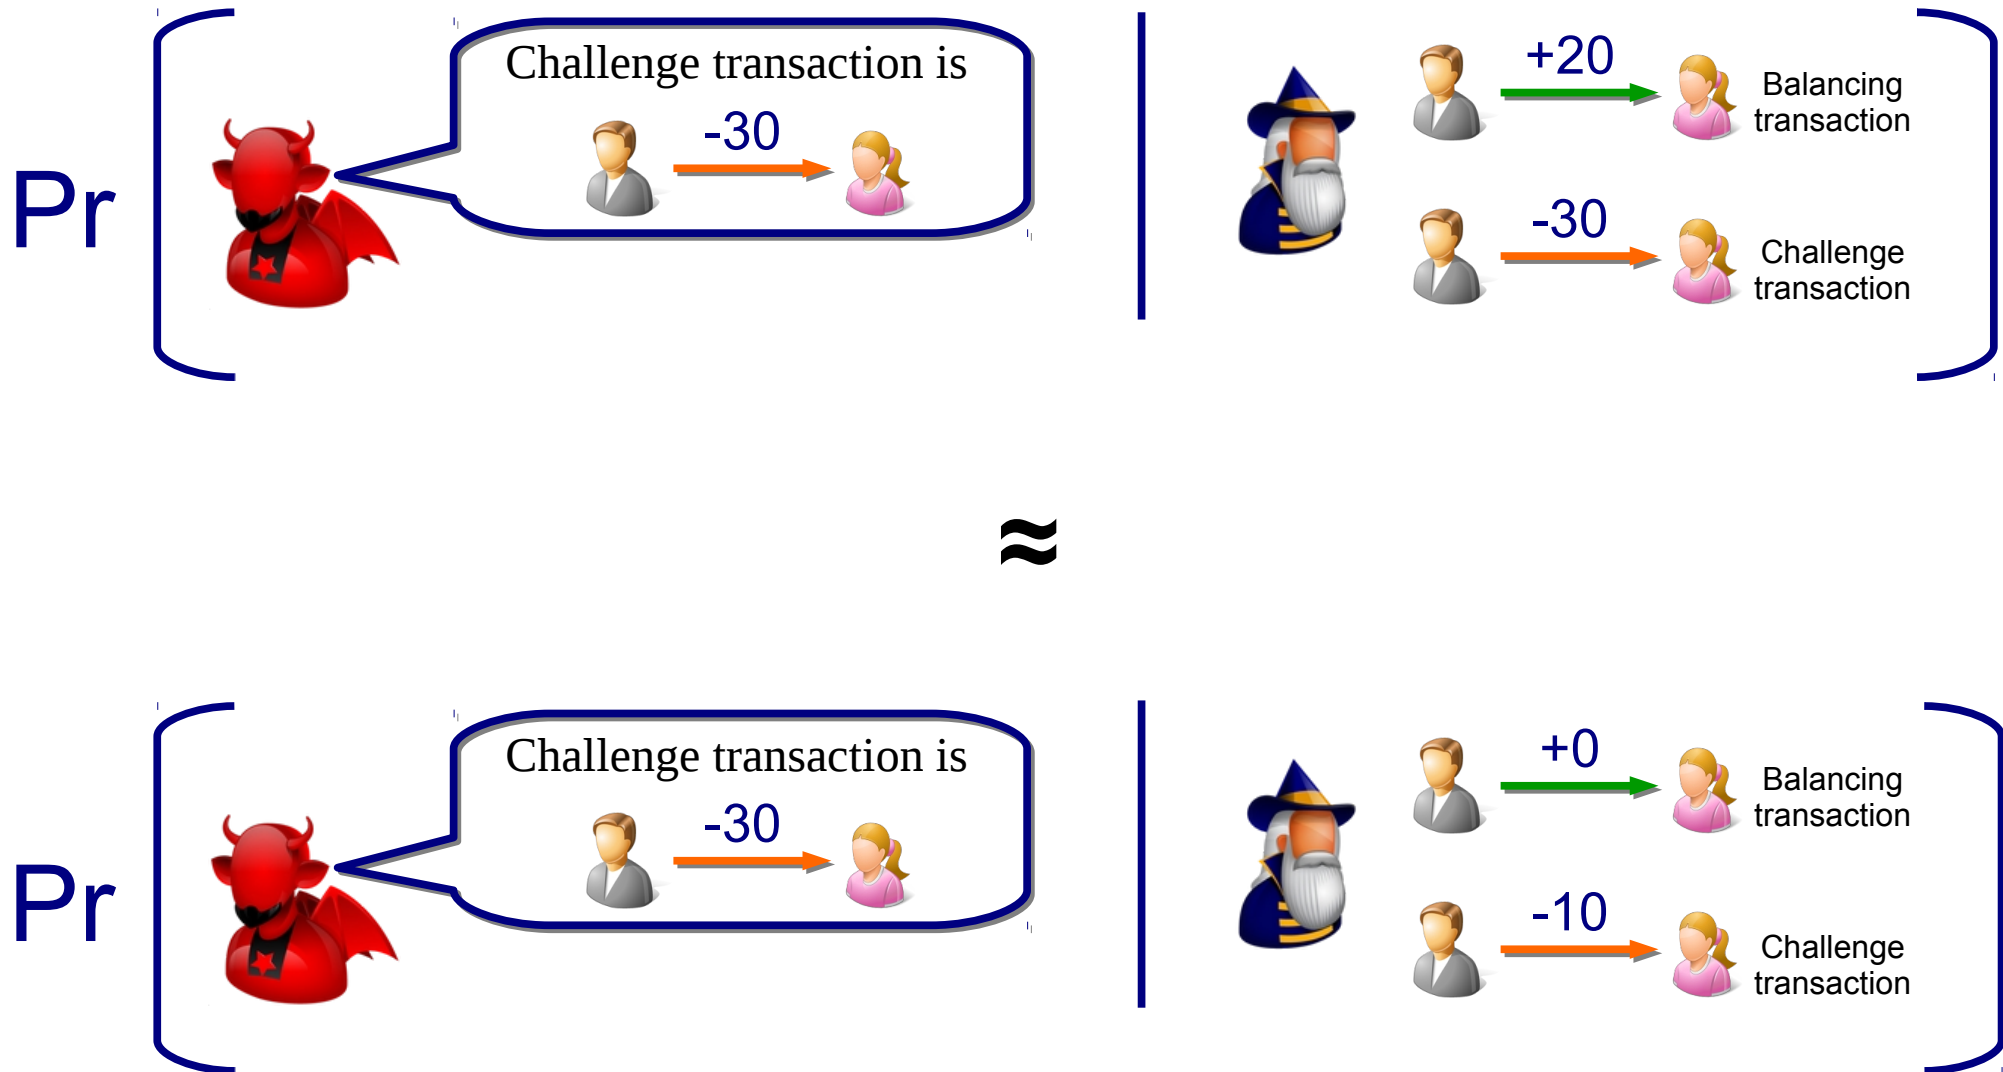 Pr
Challenge transaction is
-30
+20
Balancing
transaction
-30
Challenge
transaction
≈
Pr
Challenge transaction is
-30
+0
Balancing
transaction
-10
Challenge
transaction